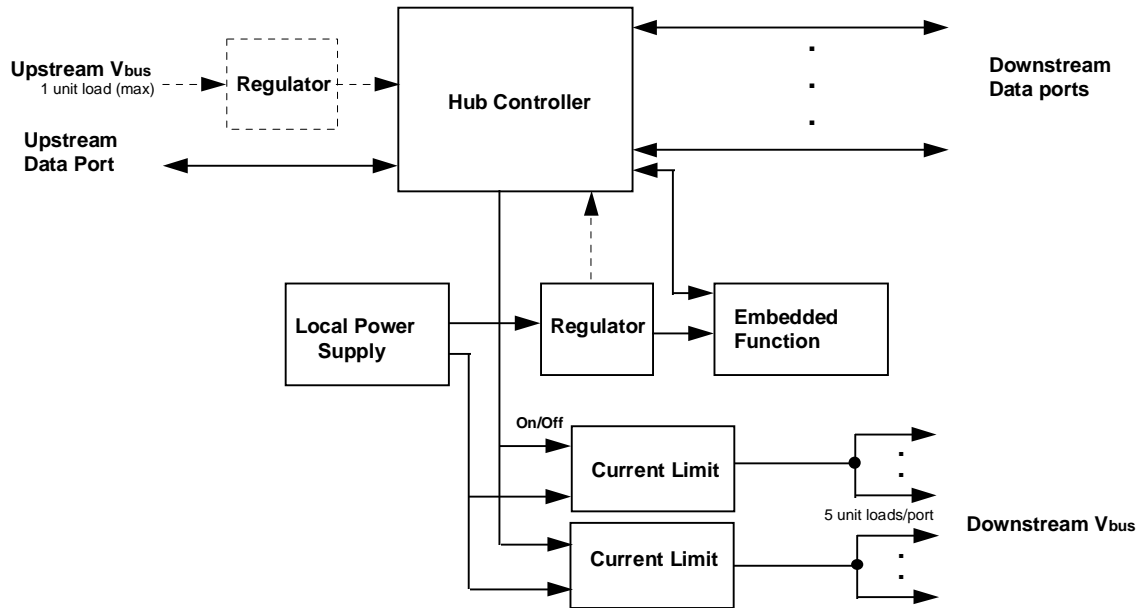 Upstream Vbus
1 unit load (max)
Regulator
Hub Controller
Downstream
Data ports
Upstream
Data Port
Local Power
Supply
Regulator
Embedded
Function
On/Off
Current Limit
5 unit loads/port
Downstream Vbus
Current Limit